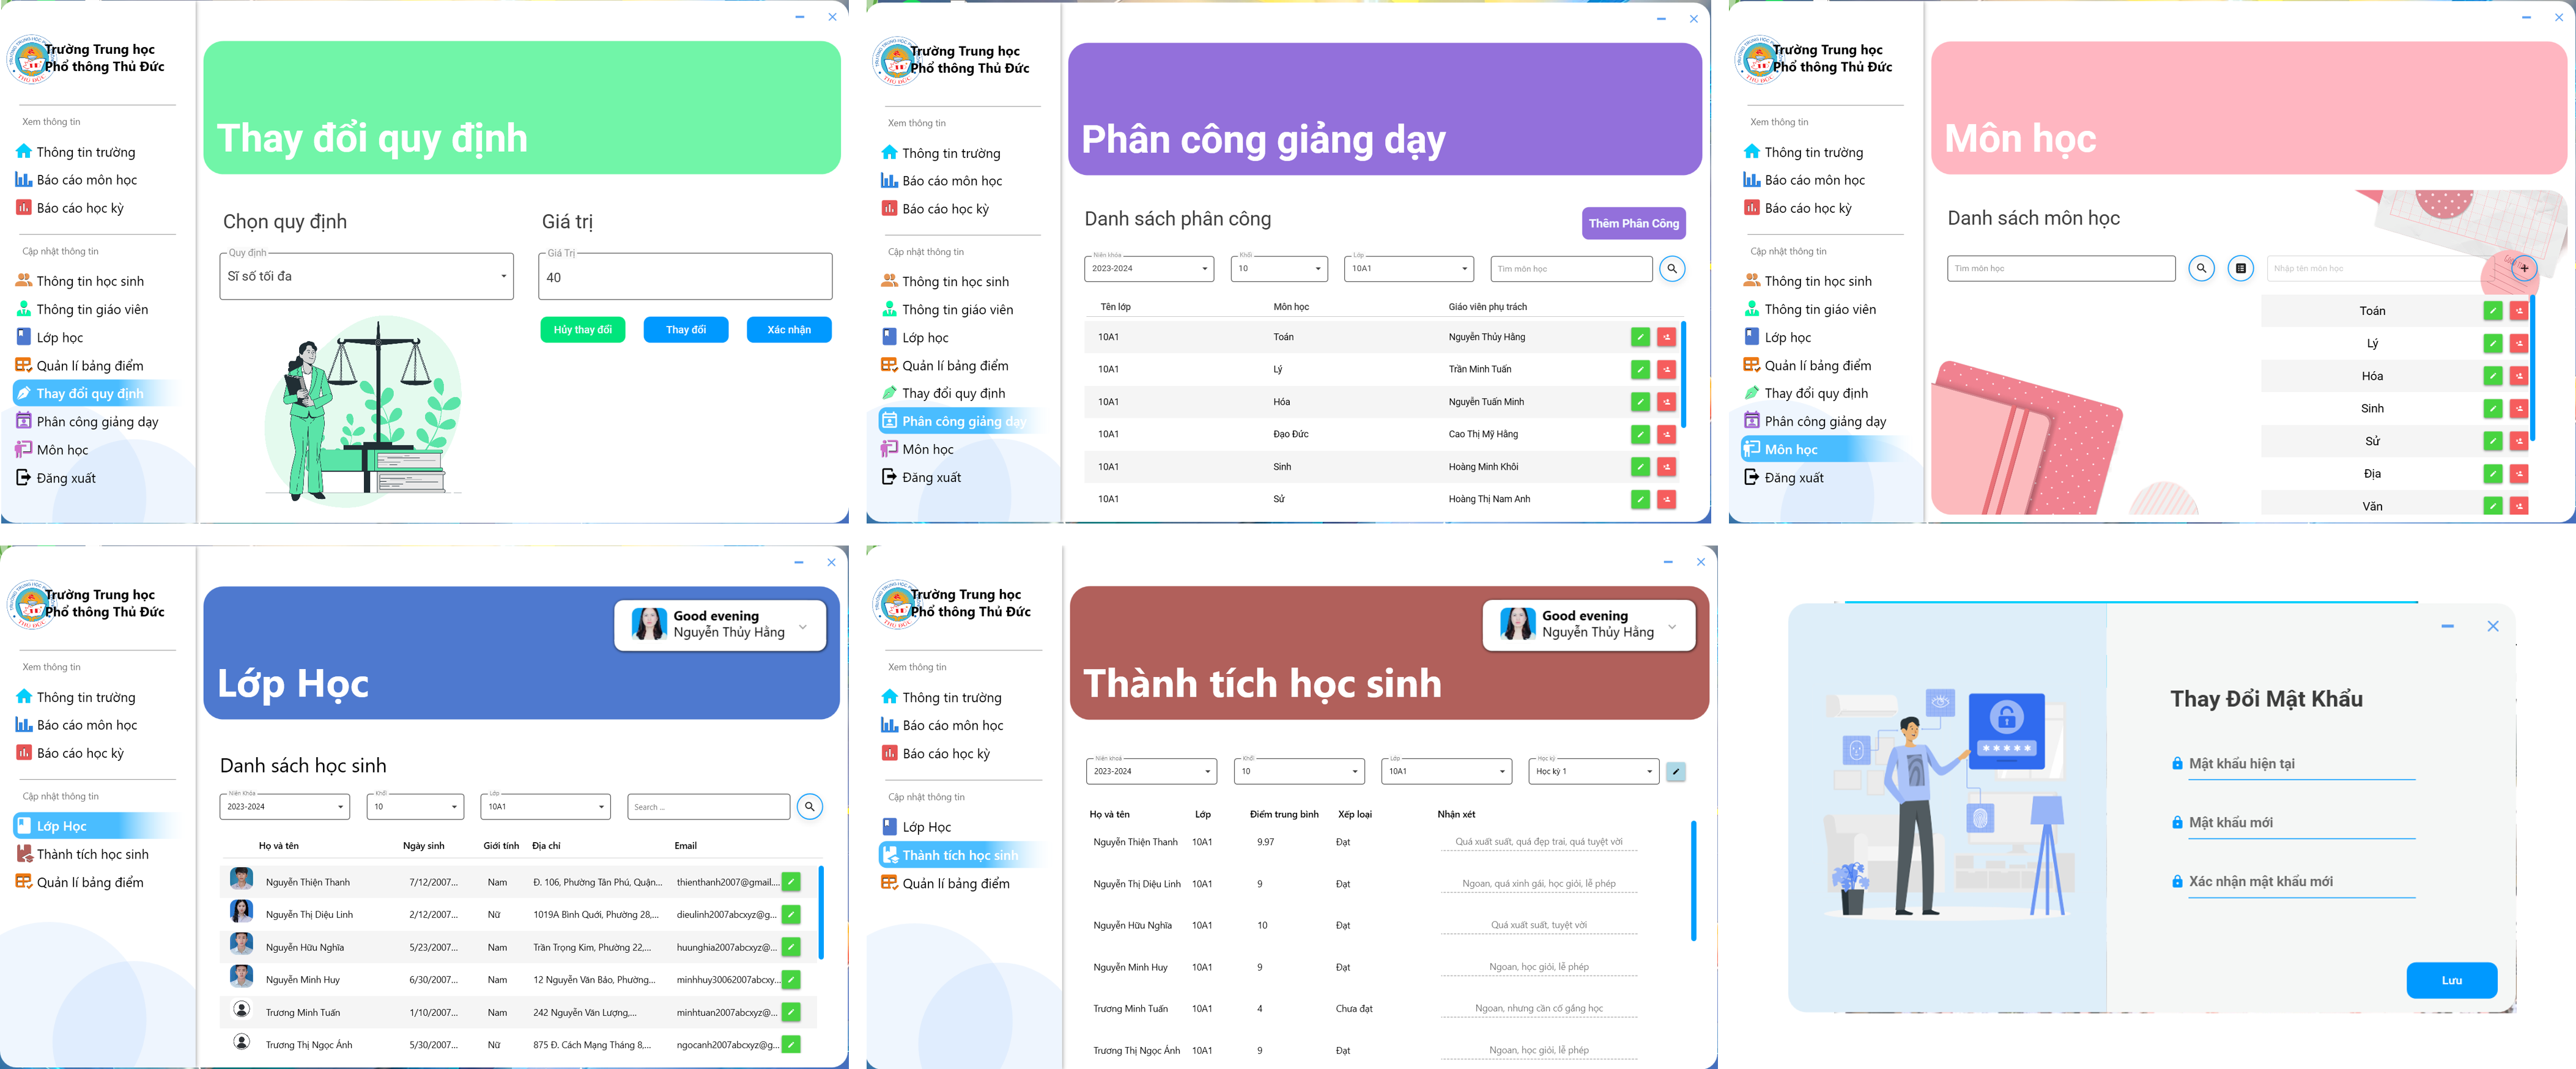 Trường Trung học
Phổ thông Thủ Đức
Xem thông tin
Thông tin trường
Báo cáo môn học
Báo cáo học kỳ
Cập nhật thông tin
Thông tin học sinh
Thông tin giáo viên
Lớp học
Quản lí bảng điểm
Thay đổi quy định
Phân công giảng dạy
Môn học
Đăng xuất
Thay đổi quy định
Chọn quy định
Giá trị
Quy định
Sĩ số tối đa
Giá Trị
40
Hủy thay đổi
Thay đổi
Xác nhận
Trường Trung học
Phổ thông Thủ Đức
Xem thông tin
Thông tin trường
Báo cáo môn học
Báo cáo học kỳ
Cập nhật thông tin
Thông tin học sinh
Thông tin giáo viên
Lớp học
Quản lí bảng điểm
Thay đổi quy định
Phân công giảng dạy
Môn học
Đăng xuất
Phân công giảng dạy
Danh sách phân công
Thêm Phân Công
Niên khóa
2023-2024
Khối
10
Lớp
10A1
Tìm môn học
Tên lớp Môn học Giáo viên phụ trách
10A1 Toán Nguyễn Thủy Hằng
10A1 Lý Trần Minh Tuấn
10A1 Hóa Nguyễn Tuấn Minh
10A1 Đạo Đức Cao Thị Mỹ Hằng
10A1 Sinh Hoàng Minh Khôi
10A1 Sử Hoàng Thị Nam Anh
Trường Trung học
Phổ thông Thủ Đức
Xem thông tin
Thông tin trường
Báo cáo môn học
Báo cáo học kỳ
Cập nhật thông tin
Thông tin học sinh
Thông tin giáo viên
Lớp học
Quản lí bảng điểm
Thay đổi quy định
Phân công giảng dạy
Môn học
Đăng xuất
Môn học
Danh sách môn học
Tìm môn học
Nhập tên môn học
Toán
Lý
Hóa
Sinh
Sử
Địa
Văn
Trường Trung học
Phổ thông Thủ Đức
Xem thông tin
Thông tin trường
Báo cáo môn học
Báo cáo học kỳ
Cập nhật thông tin
Lớp Học
Thành tích học sinh
Quản lí bảng điểm
Good evening
Nguyễn Thủy Hằng
Lớp Học
Danh sách học sinh
Niên Khóa
2023-2024
Khối
10
Lớp
10A1
Search ...
Họ và tên Ngày sinh Giới tính Địa chỉ Email
Nguyễn Thiện Thanh 7/12/2007... Nam Đ. 106, Phường Tân Phú, Quận... thienthanh2007@gmail....
Nguyễn Thị Diệu Linh 2/12/2007... Nữ 1019A Bình Quới, Phường 28,... dieulinh2007abcxyz@g...
Nguyễn Hữu Nghĩa 5/23/2007... Nam Trần Trọng Kim, Phường 22,... huunghia2007abcxyz@...
Nguyễn Minh Huy 6/30/2007... Nam 12 Nguyễn Văn Bảo, Phường... minhhuy30062007abcxy...
Trương Minh Tuấn 1/10/2007... Nam 242 Nguyễn Văn Lượng,... minhtuan2007abcxyz@...
Trương Thị Ngọc Ánh 5/30/2007... Nữ 875 Đ. Cách Mạng Tháng 8,... ngocanh2007abcxyz@g...
Trường Trung học
Phổ thông Thủ Đức
Xem thông tin
Thông tin trường
Báo cáo môn học
Báo cáo học kỳ
Cập nhật thông tin
Lớp Học
Thành tích học sinh
Quản lí bảng điểm
Good evening
Nguyễn Thủy Hằng
Thành tích học sinh
Niên khoá
2023-2024
Khối
10
Lớp
10A1
Học kỳ
Học kỳ 1
Họ và tên Lớp Điểm trung bình Xếp loại Nhận xét
Nguyễn Thiện Thanh 10A1 9.97 Đạt Quá xuất suất, quá đẹp trai, quá tuyệt vời
Nguyễn Thị Diệu Linh 10A1 9 Đạt Ngoan, quá xinh gái, học giỏi, lễ phép
Nguyễn Hữu Nghĩa 10A1 10 Đạt Quá xuất suất, tuyệt vời
Nguyễn Minh Huy 10A1 9 Đạt Ngoan, học giỏi, lễ phép
Trương Minh Tuấn 10A1 4 Chưa đạt Ngoan, nhưng cần cố gắng học
Trương Thị Ngọc Ánh 10A1 9 Đạt Ngoan, học giỏi, lễ phép
Thay Đổi Mật Khẩu
Mật khẩu hiện tại
Mật khẩu mới
Xác nhận mật khẩu mới
Lưu